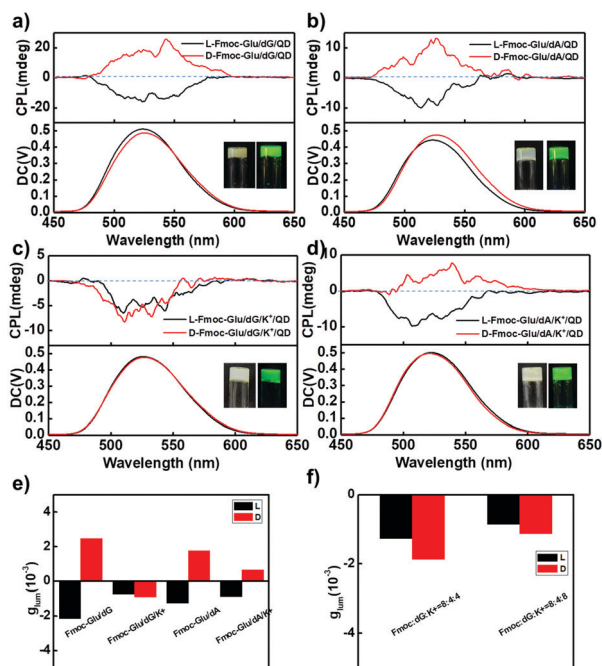 a)
b)
L-Fmoc-Glu/dG/QD
D-Fmoc-Glu/dG/QD
L-Fmoc-Glu/dA/QD
D-Fmoc-Glu/dA/QD
CPL (mdeg)
20
0
-20
CPL (mdeg)
10
0
-10
DC(V)
0.5
0.4
0.3
0.2
0.1
0.0
DC(V)
0.5
0.4
0.3
0.2
0.1
0.0
450 500 550 600 650
450 500 550 600 650
Wavelength (nm)
Wavelength (nm)
c)
d)
CPL(mdeg)
5
0
-5
-10
CPL(mdeg)
10
0
-10
L-Fmoc-Glu/dG/K⁺/QD
D-Fmoc-Glu/dG/K⁺/QD
L-Fmoc-Glu/dA/K⁺/QD
D-Fmoc-Glu/dA/K⁺/QD
DC(V)
0.5
0.4
0.3
0.2
0.1
0.0
DC(V)
0.5
0.4
0.3
0.2
0.1
0.0
450 500 550 600 650
450 500 550 600 650
Wavelength (nm)
Wavelength (nm)
e)
f)
L
D
g_lum(10⁻³)
4
2
0
-2
-4
Fmoc-Glu/dG
Fmoc-Glu/dG/K+
Fmoc-Glu/dA
Fmoc-Glu/dA/K+
g_lum(10⁻³)
0
-2
-4
Fmoc:dG:K+=8:4:4
Fmoc:dG:K+=8:4:8
L
D